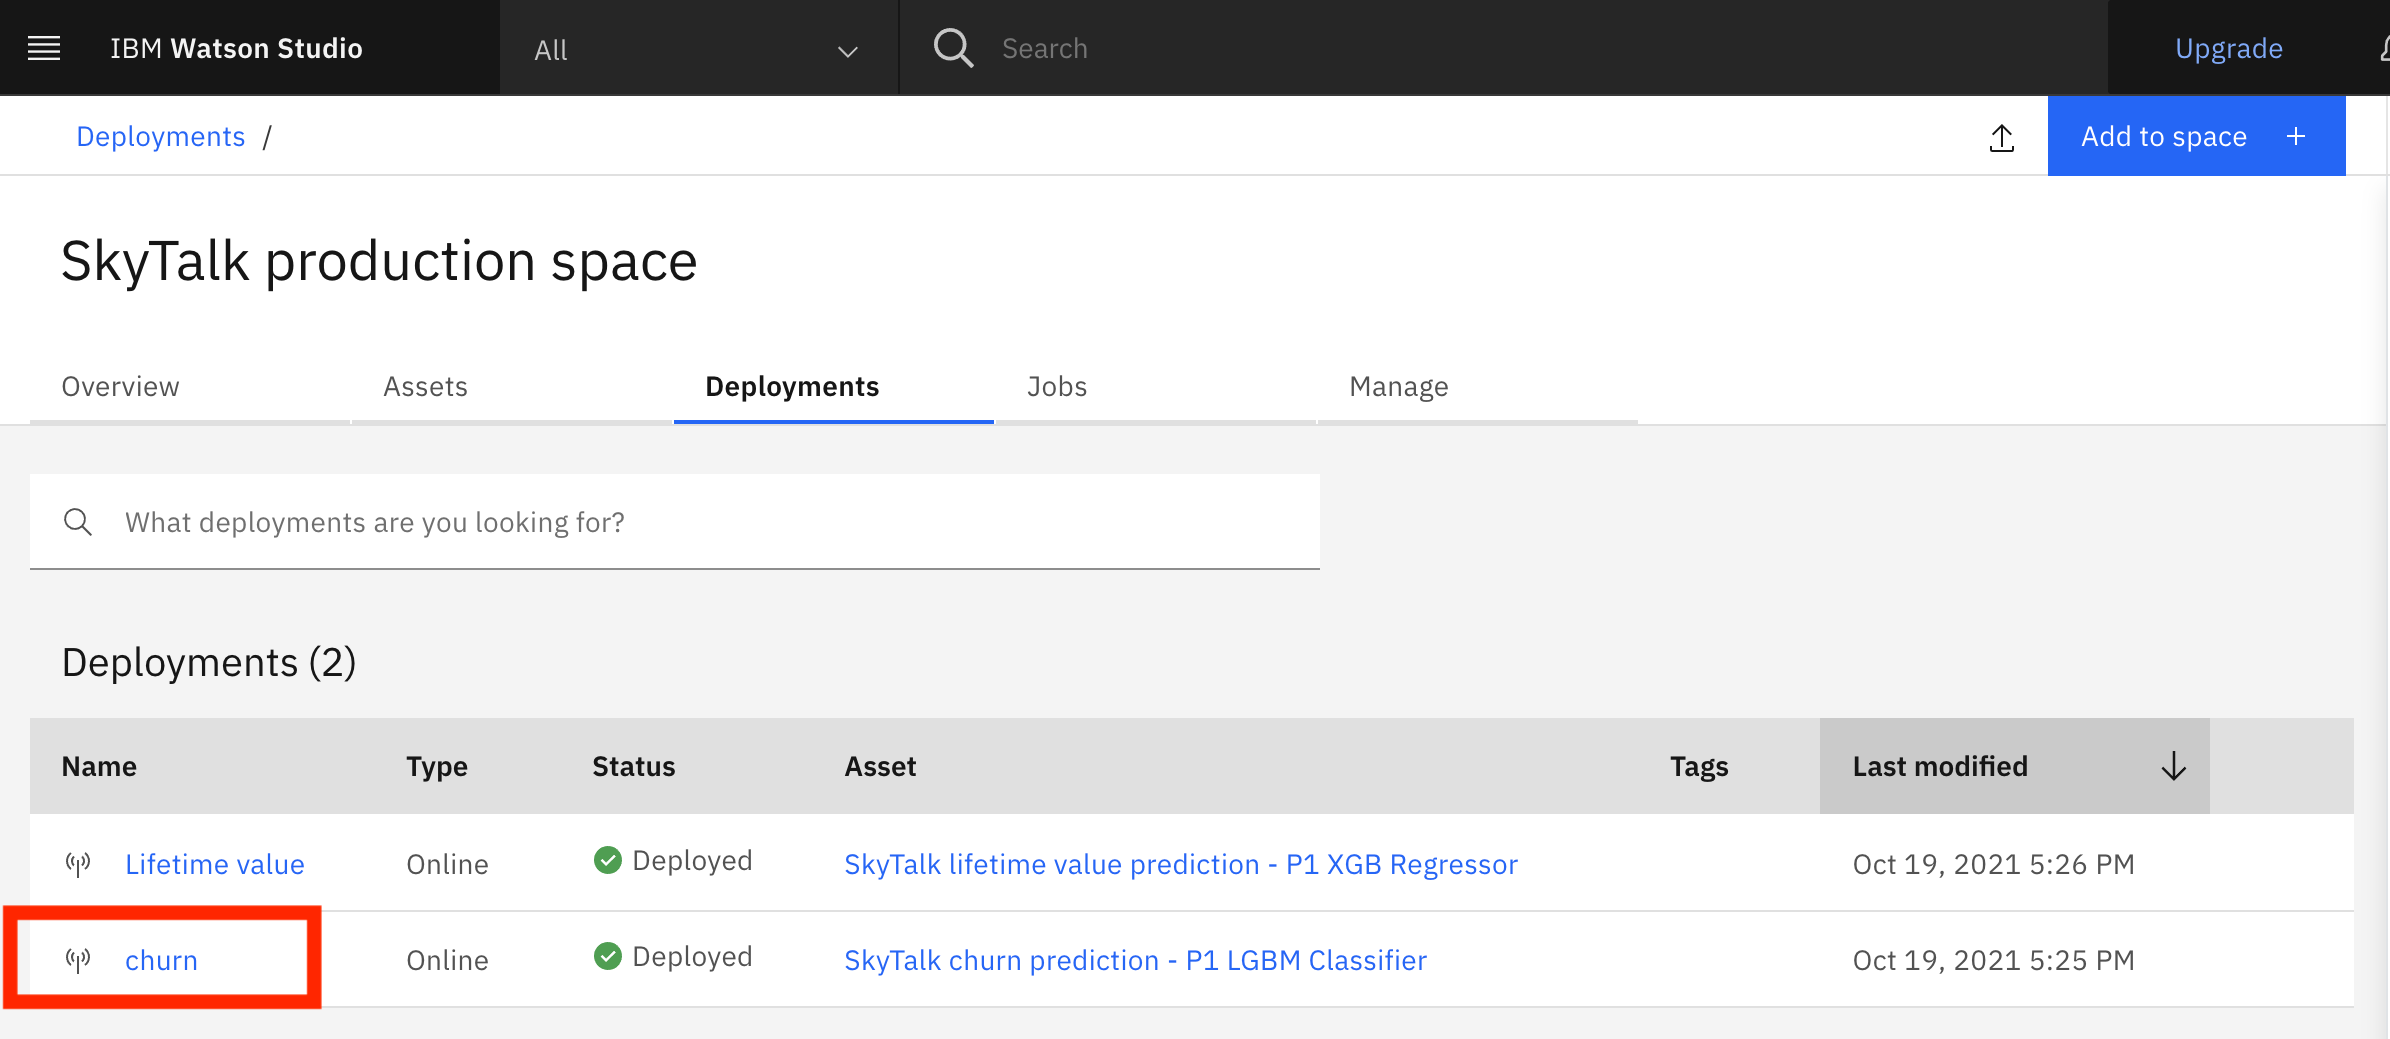 IBM Watson Studio All Search Upgrade
Deployments / Add to space +
SkyTalk production space
Overview Assets Deployments Jobs Manage
What deployments are you looking for?
Deployments (2)
Name Type Status Asset Tags Last modified
Lifetime value Online Deployed SkyTalk lifetime value prediction - P1 XGB Regressor Oct 19, 2021 5:26 PM
churn Online Deployed SkyTalk churn prediction - P1 LGBM Classifier Oct 19, 2021 5:25 PM